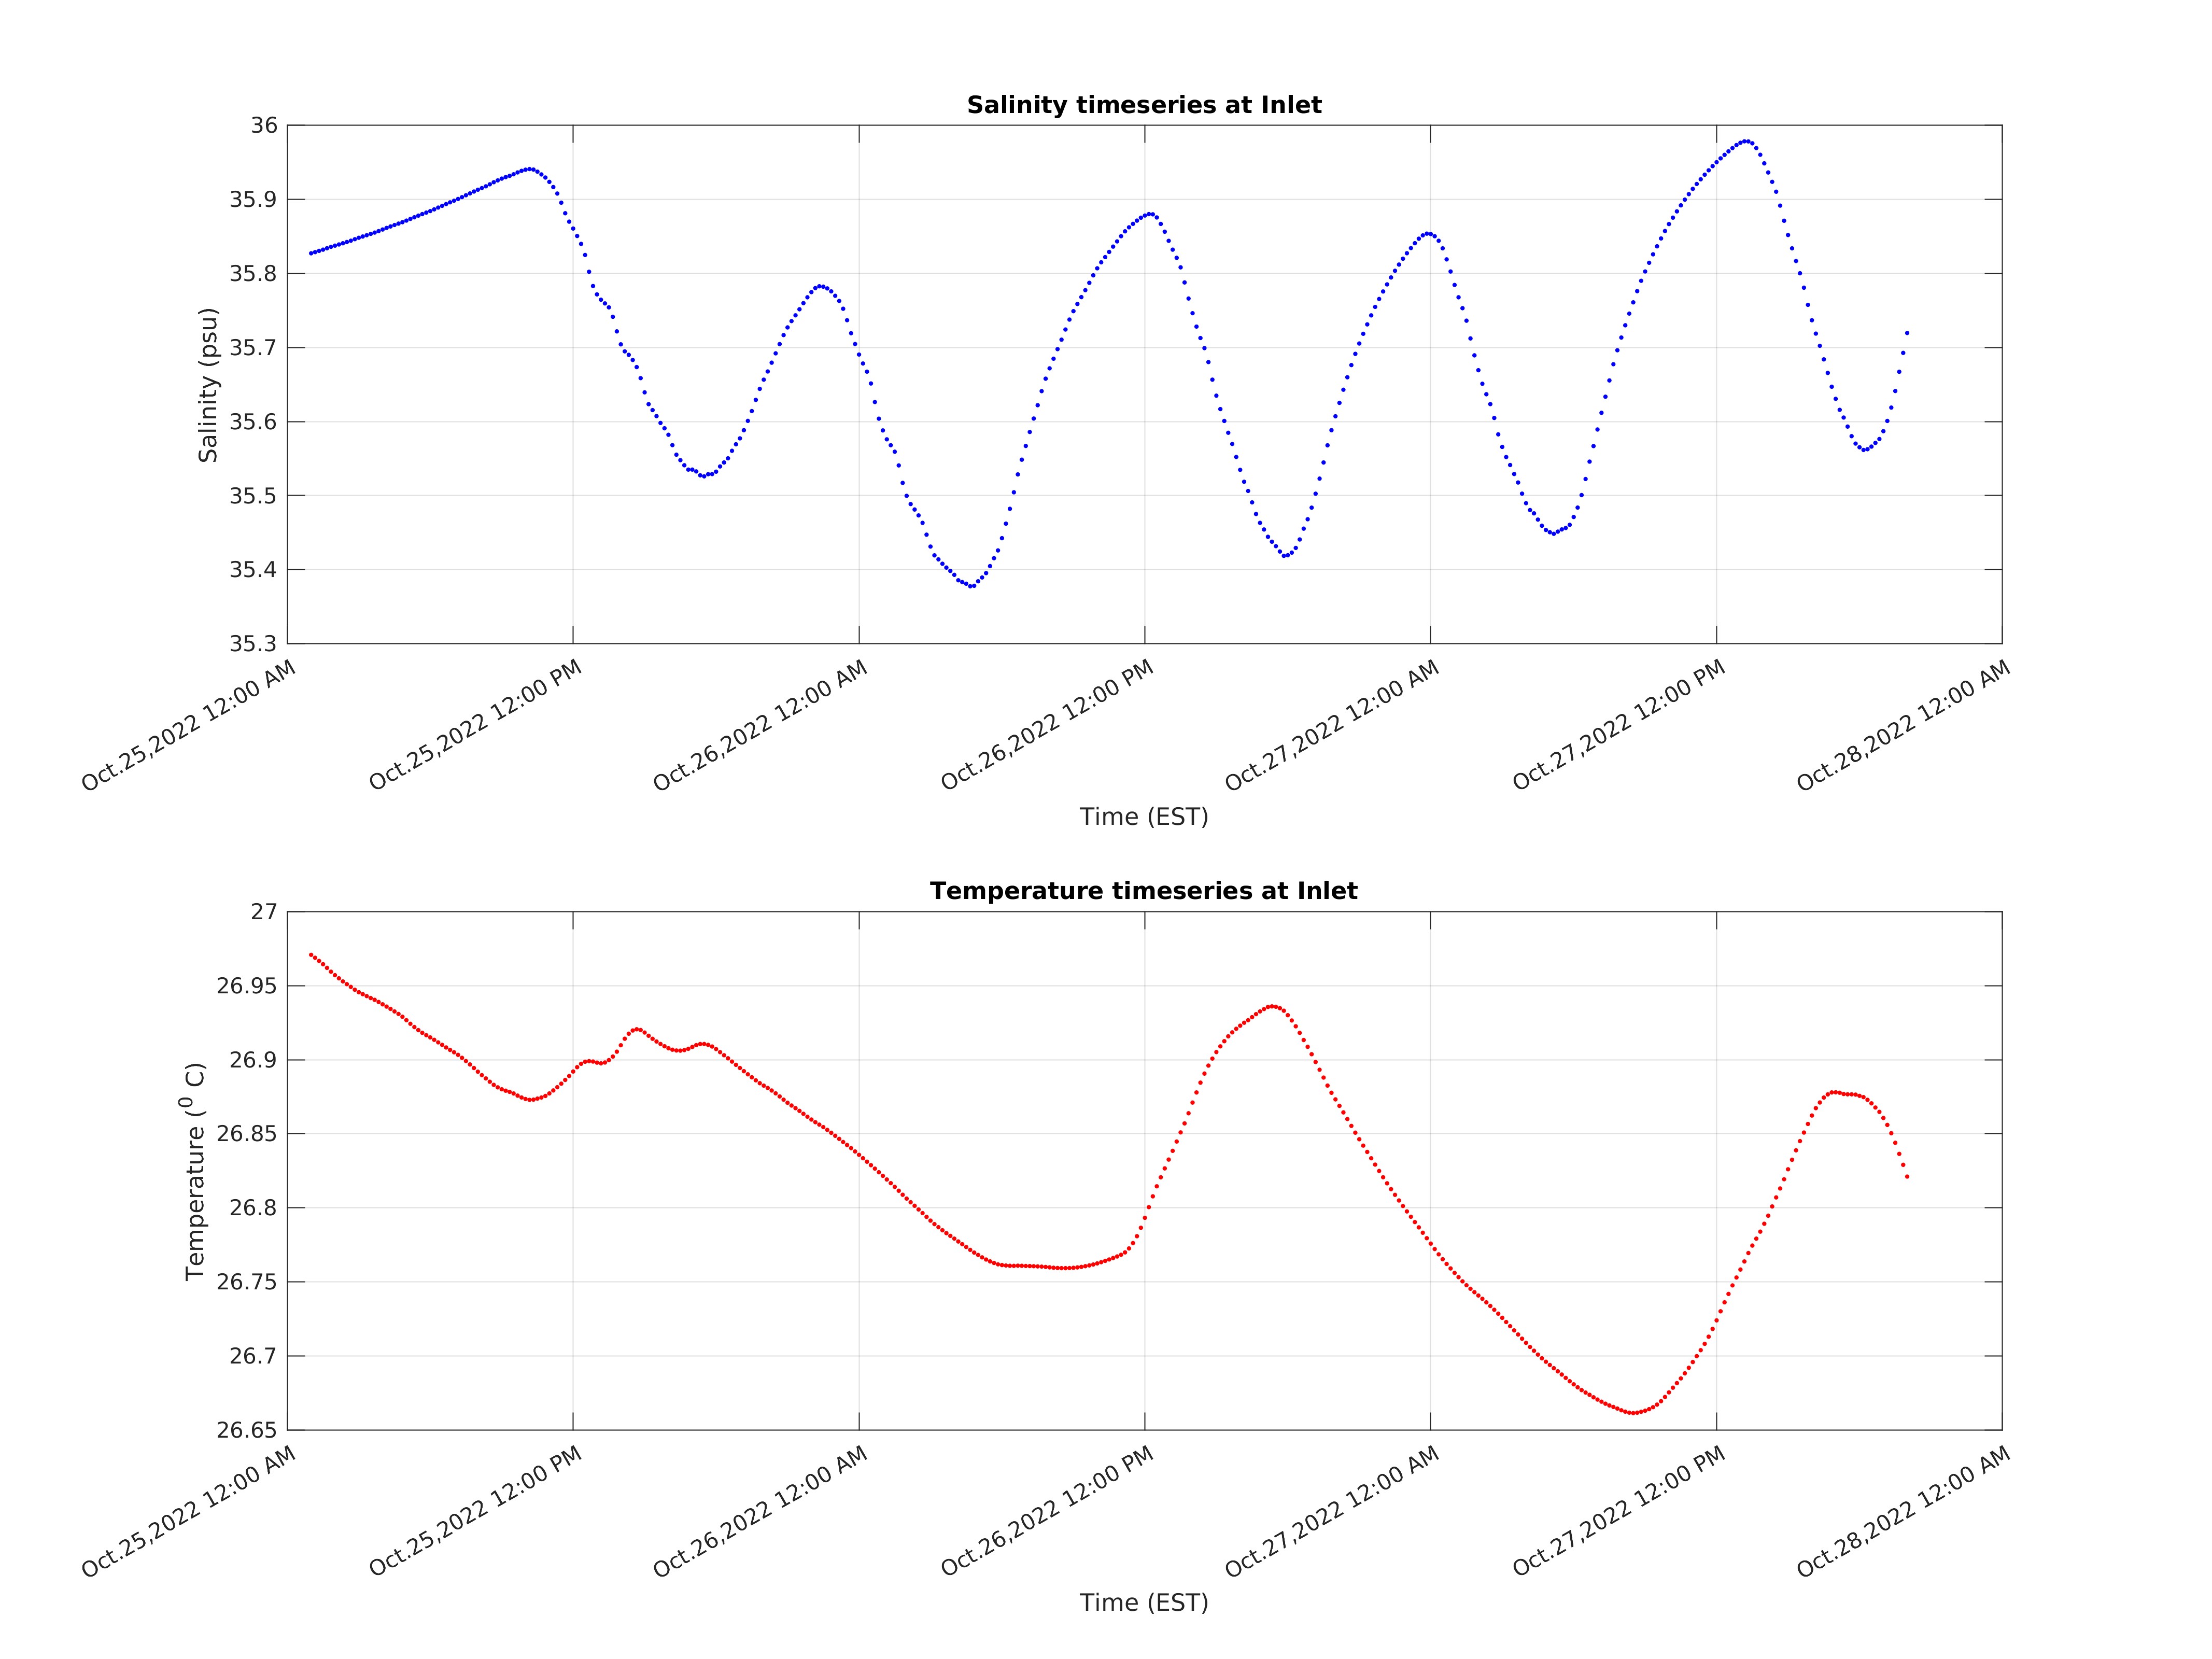 Salinity timeseries at Inlet
36
35.9
35.8
35.7
35.6
35.5
35.4
35.3
Salinity (psu)
Oct.25,2022 12:00 AM
Oct.25,2022 12:00 PM
Oct.26,2022 12:00 AM
Oct.26,2022 12:00 PM
Oct.27,2022 12:00 AM
Oct.27,2022 12:00 PM
Oct.28,2022 12:00 AM
Time (EST)
Temperature timeseries at Inlet
27
26.95
26.9
26.85
26.8
26.75
26.7
26.65
Temperature (⁰ C)
Oct.25,2022 12:00 AM
Oct.25,2022 12:00 PM
Oct.26,2022 12:00 AM
Oct.26,2022 12:00 PM
Oct.27,2022 12:00 AM
Oct.27,2022 12:00 PM
Oct.28,2022 12:00 AM
Time (EST)